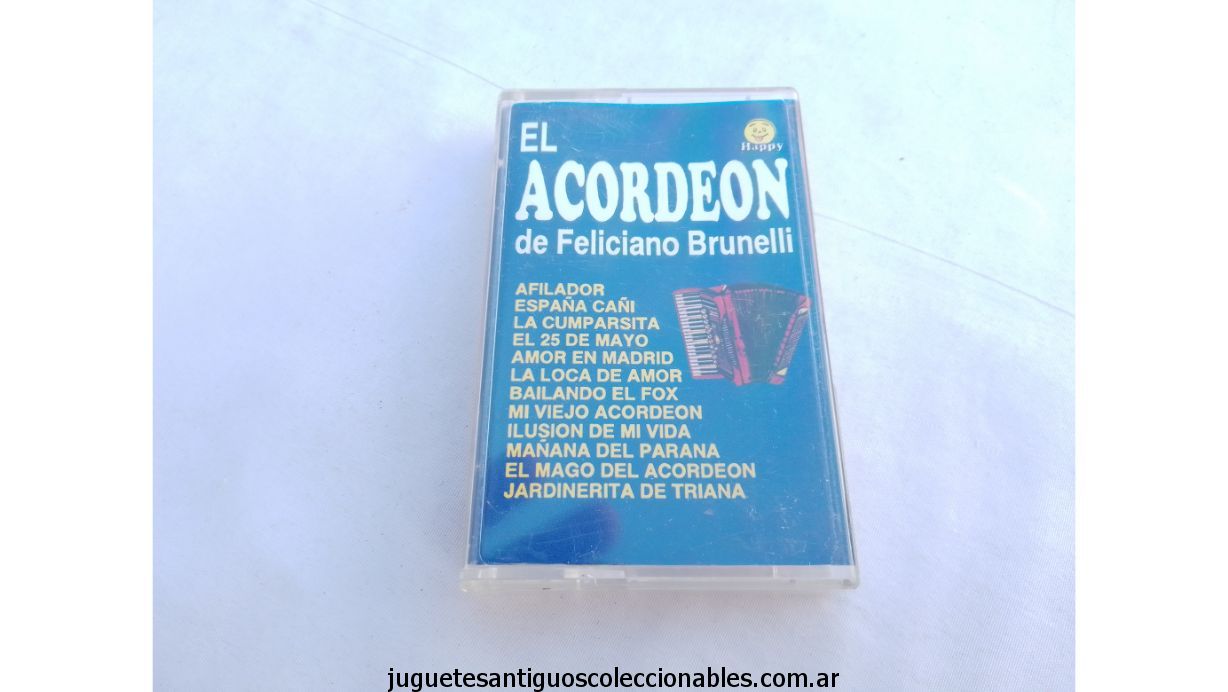 EL
Happy
ACORDEON
de Feliciano Brunelli
AFILADOR
ESPAÑA CAÑI
LA CUMPARSITA
EL 25 DE MAYO
AMOR EN MADRID
LA LOCA DE AMOR
BAILANDO EL FOX
MI VIEJO ACORDEON
ILUSION DE MI VIDA
MAÑANA DEL PARANA
EL MAGO DEL ACORDEON
JARDINERITA DE TRIANA
juguetesantiguoscoleccionables.com.ar